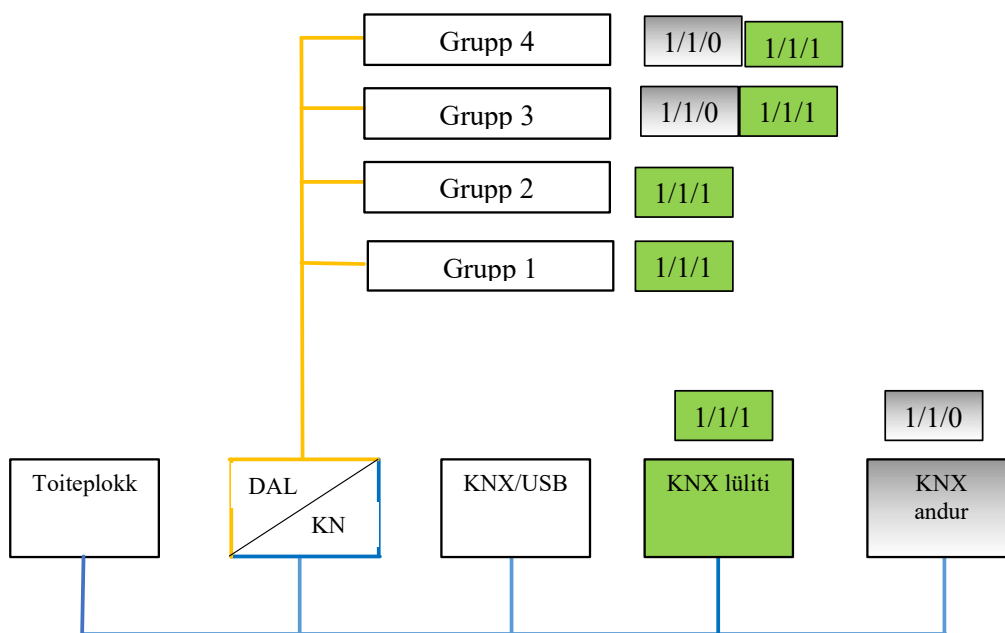 Grupp 4 1/1/0 1/1/1
Grupp 3 1/1/0 1/1/1
Grupp 2 1/1/1
Grupp 1 1/1/1
1/1/1 1/1/0
Toiteplokk
DAL
KN
KNX/USB
KNX lüliti
KNX
andur